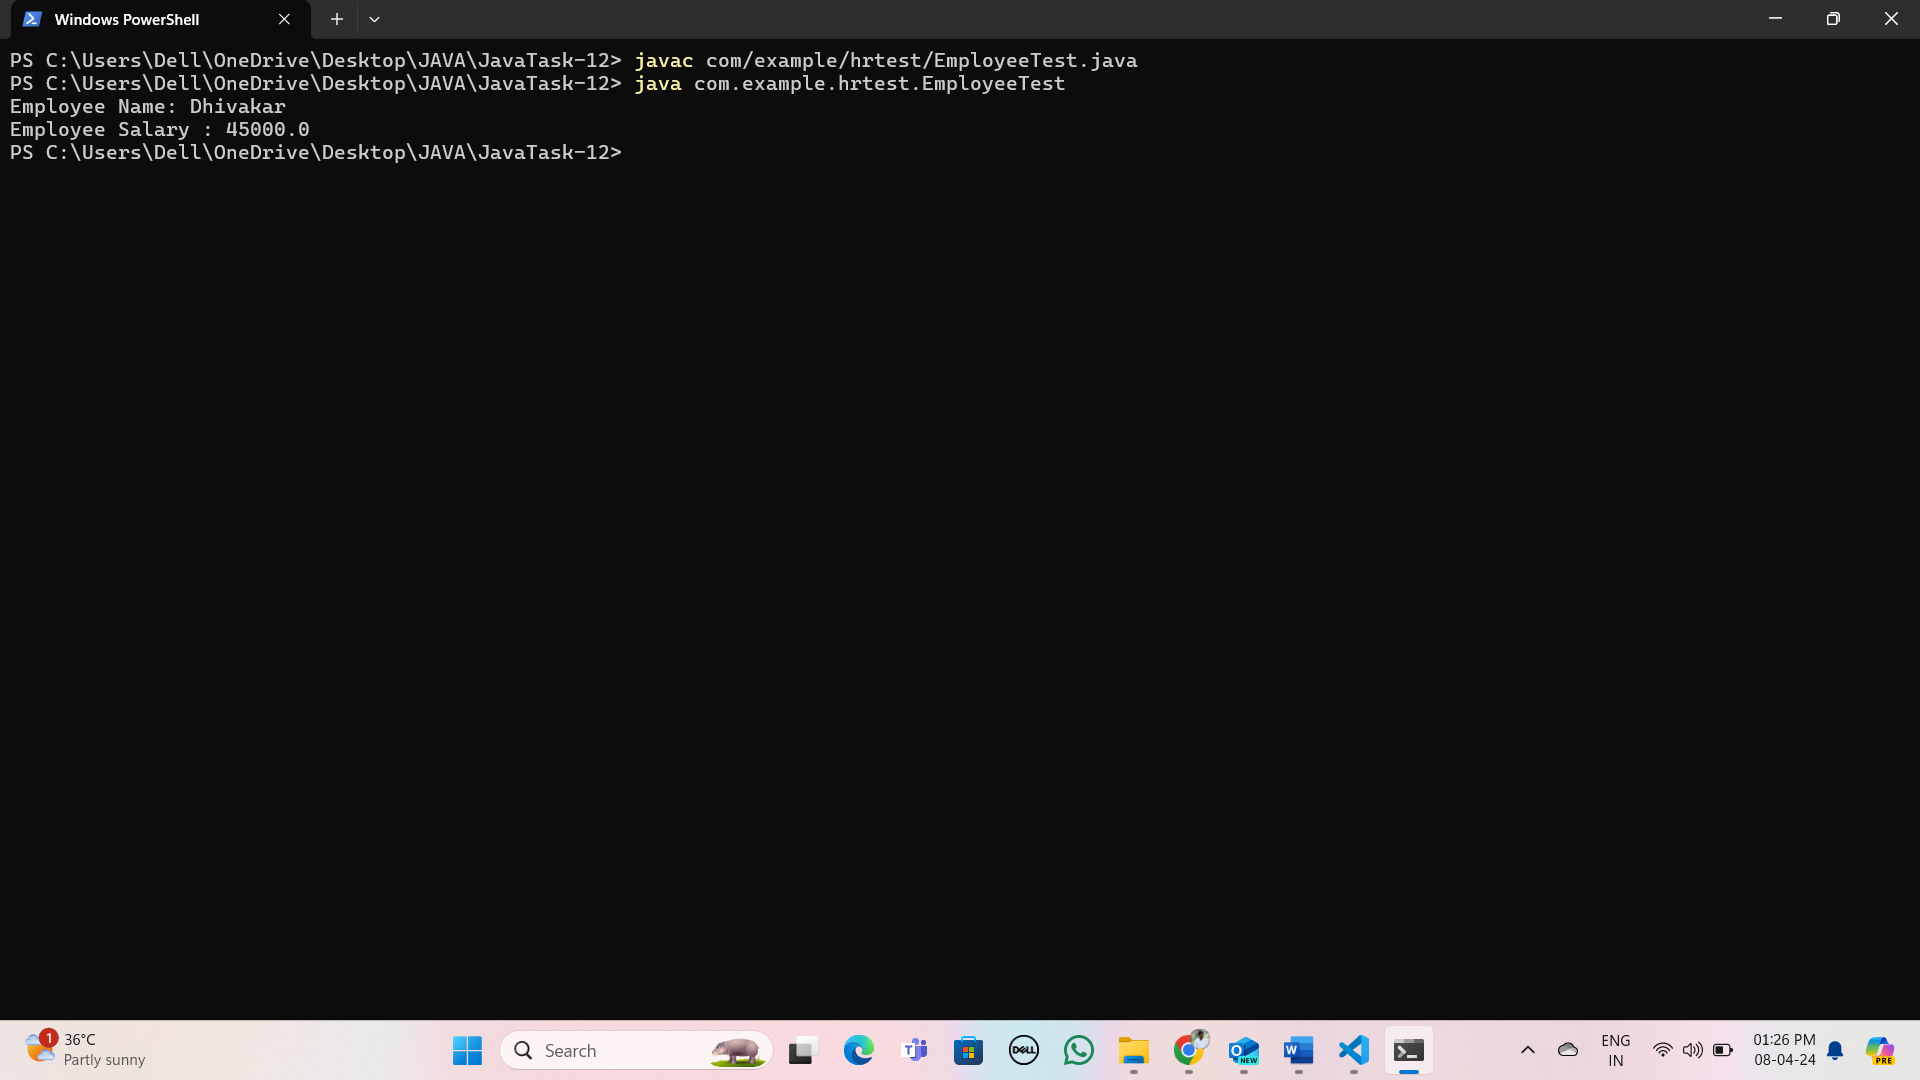 Windows PowerShell
PS C:\Users\Dell\OneDrive\Desktop\JAVA\JavaTask-12> javac com/example/hrtest/EmployeeTest.java
PS C:\Users\Dell\OneDrive\Desktop\JAVA\JavaTask-12> java com.example.hrtest.EmployeeTest
Employee Name: Dhivakar
Employee Salary : 45000.0
PS C:\Users\Dell\OneDrive\Desktop\JAVA\JavaTask-12>
1
36°C
Partly sunny
Search
DELL
NEW
ENG
IN
01:26 PM
08-04-24
PRE